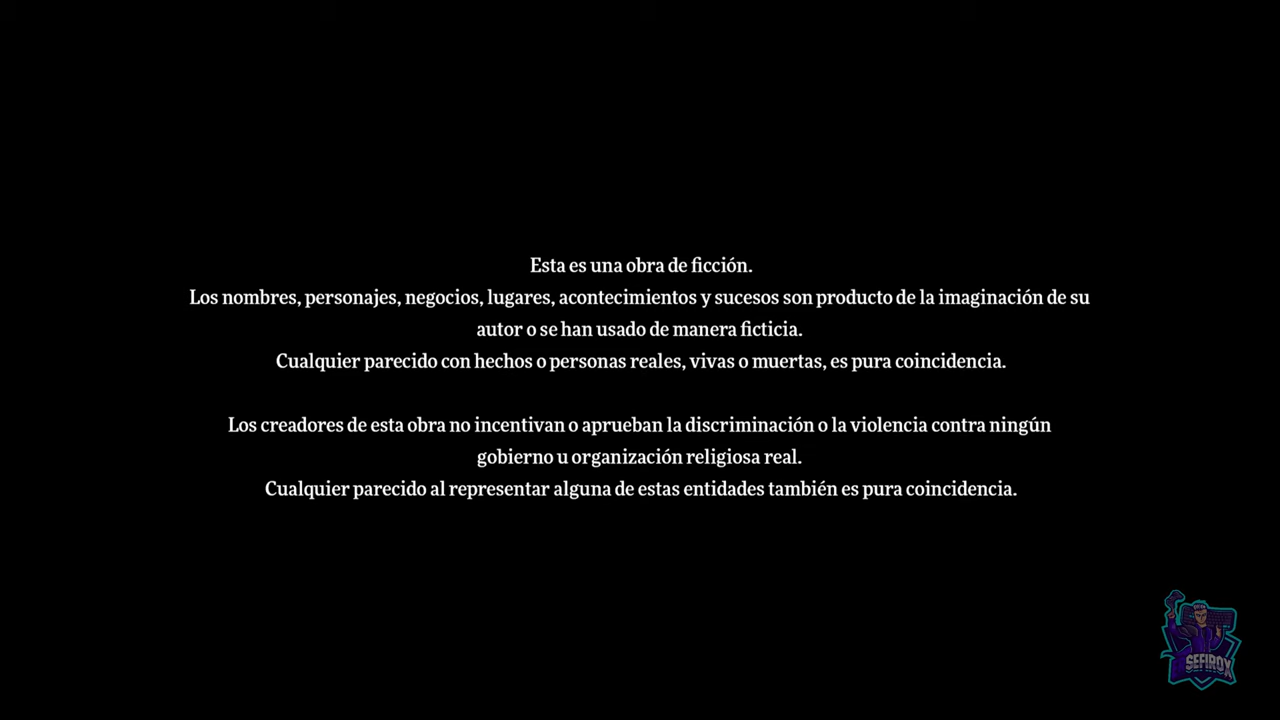 Esta es una obra de ficción.
Los nombres, personajes, negocios, lugares, acontecimientos y sucesos son producto de la imaginación de su
autor o se han usado de manera ficticia.
Cualquier parecido con hechos o personas reales, vivas o muertas, es pura coincidencia.
Los creadores de esta obra no incentivan o aprueban la discriminación o la violencia contra ningún
gobierno u organización religiosa real.
Cualquier parecido al representar alguna de estas entidades también es pura coincidencia.
SEFIROX